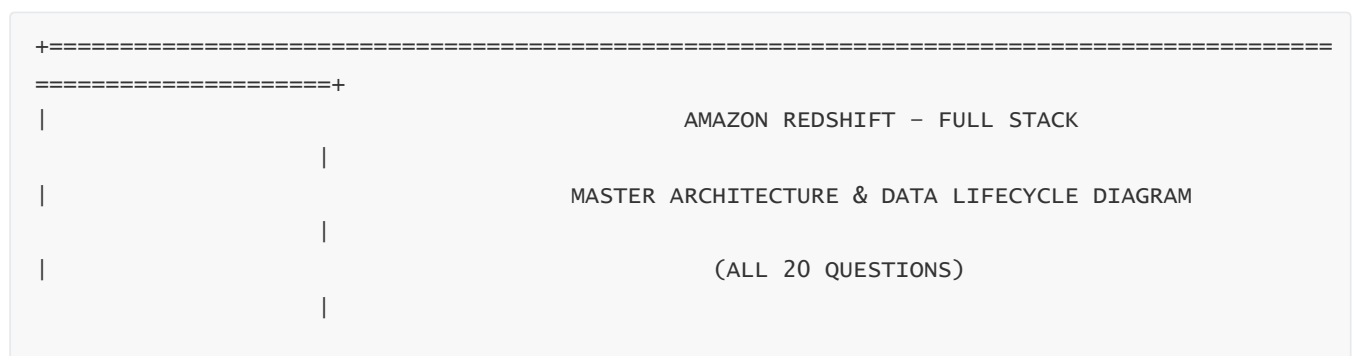 +===========================================================================================
=====================+
| AMAZON REDSHIFT – FULL STACK
|
| MASTER ARCHITECTURE & DATA LIFECYCLE DIAGRAM
|
| (ALL 20 QUESTIONS)
|